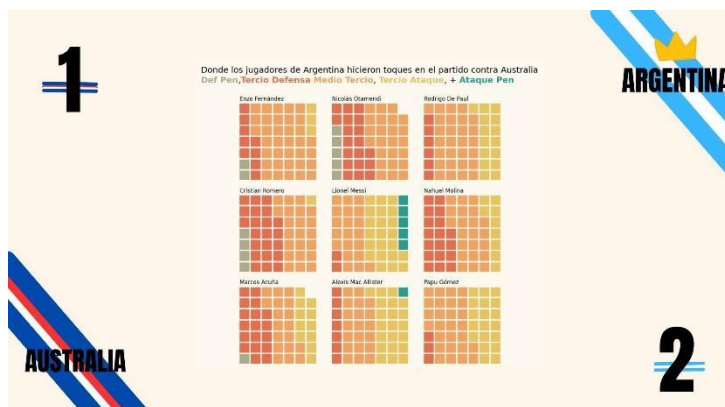 1
Donde los jugadores de Argentina hicieron toques en el partido contra Australia
Def Pen,Tercio Defensa Medio Tercio, Tercio Ataque, + Ataque Pen
ARGENTINA
Enzo Fernández
Nicolás Otamendi
Rodrigo De Paul
Cristian Romero
Lionel Messi
Nahuel Molina
Marcos Acuña
Alexis Mac Allister
Papu Gómez
AUSTRALIA
2